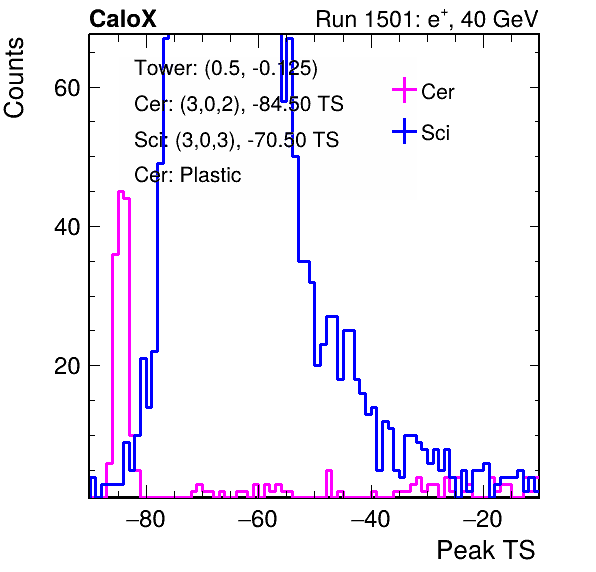 CaloX Run 1501: e⁺, 40 GeV
Counts
Tower: (0.5, -0.125)
Cer: (3,0,2), -84.50 TS
Sci: (3,0,3), -70.50 TS
Cer: Plastic
Cer
Sci
60
40
20
−80 −60 −40 −20
Peak TS